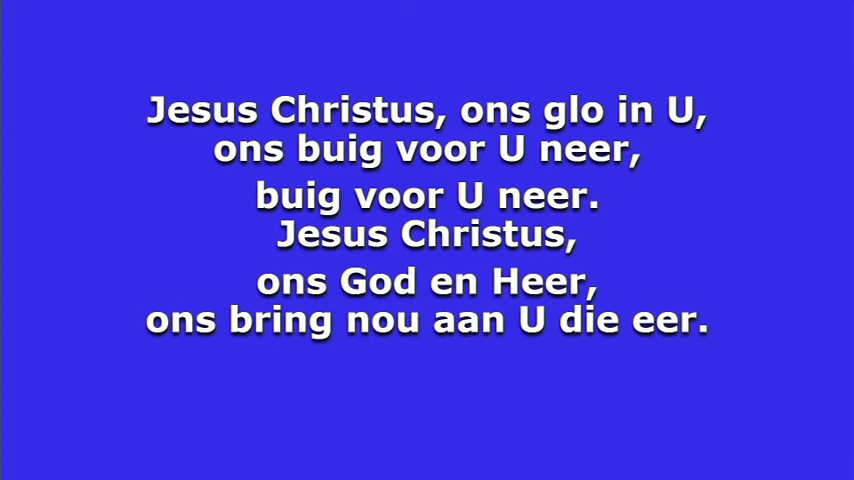 Jesus Christus, ons glo in U,
ons buig voor U neer,
buig voor U neer.
Jesus Christus,
ons God en Heer,
ons bring nou aan U die eer.